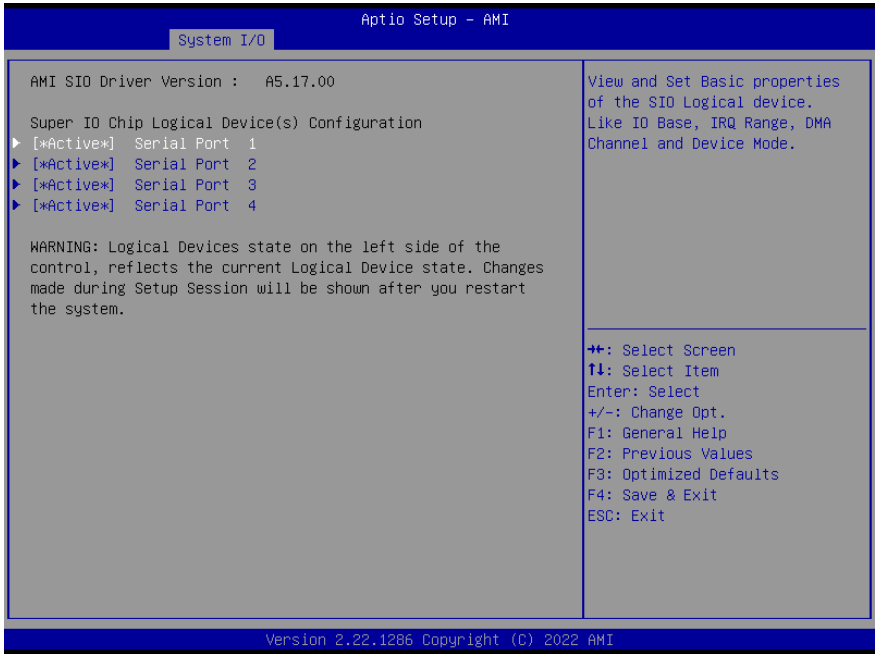 Aptio Setup - AMI
System I/O
AMI SIO Driver Version :   A5.17.00
Super IO Chip Logical Device(s) Configuration
[*Active*]  Serial Port  1
[*Active*]  Serial Port  2
[*Active*]  Serial Port  3
[*Active*]  Serial Port  4
WARNING: Logical Devices state on the left side of the
control, reflects the current Logical Device state. Changes
made during Setup Session will be shown after you restart
the system.
View and Set Basic properties
of the SIO Logical device.
Like IO Base, IRQ Range, DMA
Channel and Device Mode.
→←: Select Screen
↑↓: Select Item
Enter: Select
+/-: Change Opt.
F1: General Help
F2: Previous Values
F3: Optimized Defaults
F4: Save & Exit
ESC: Exit
Version 2.22.1286 Copyright (C) 2022 AMI